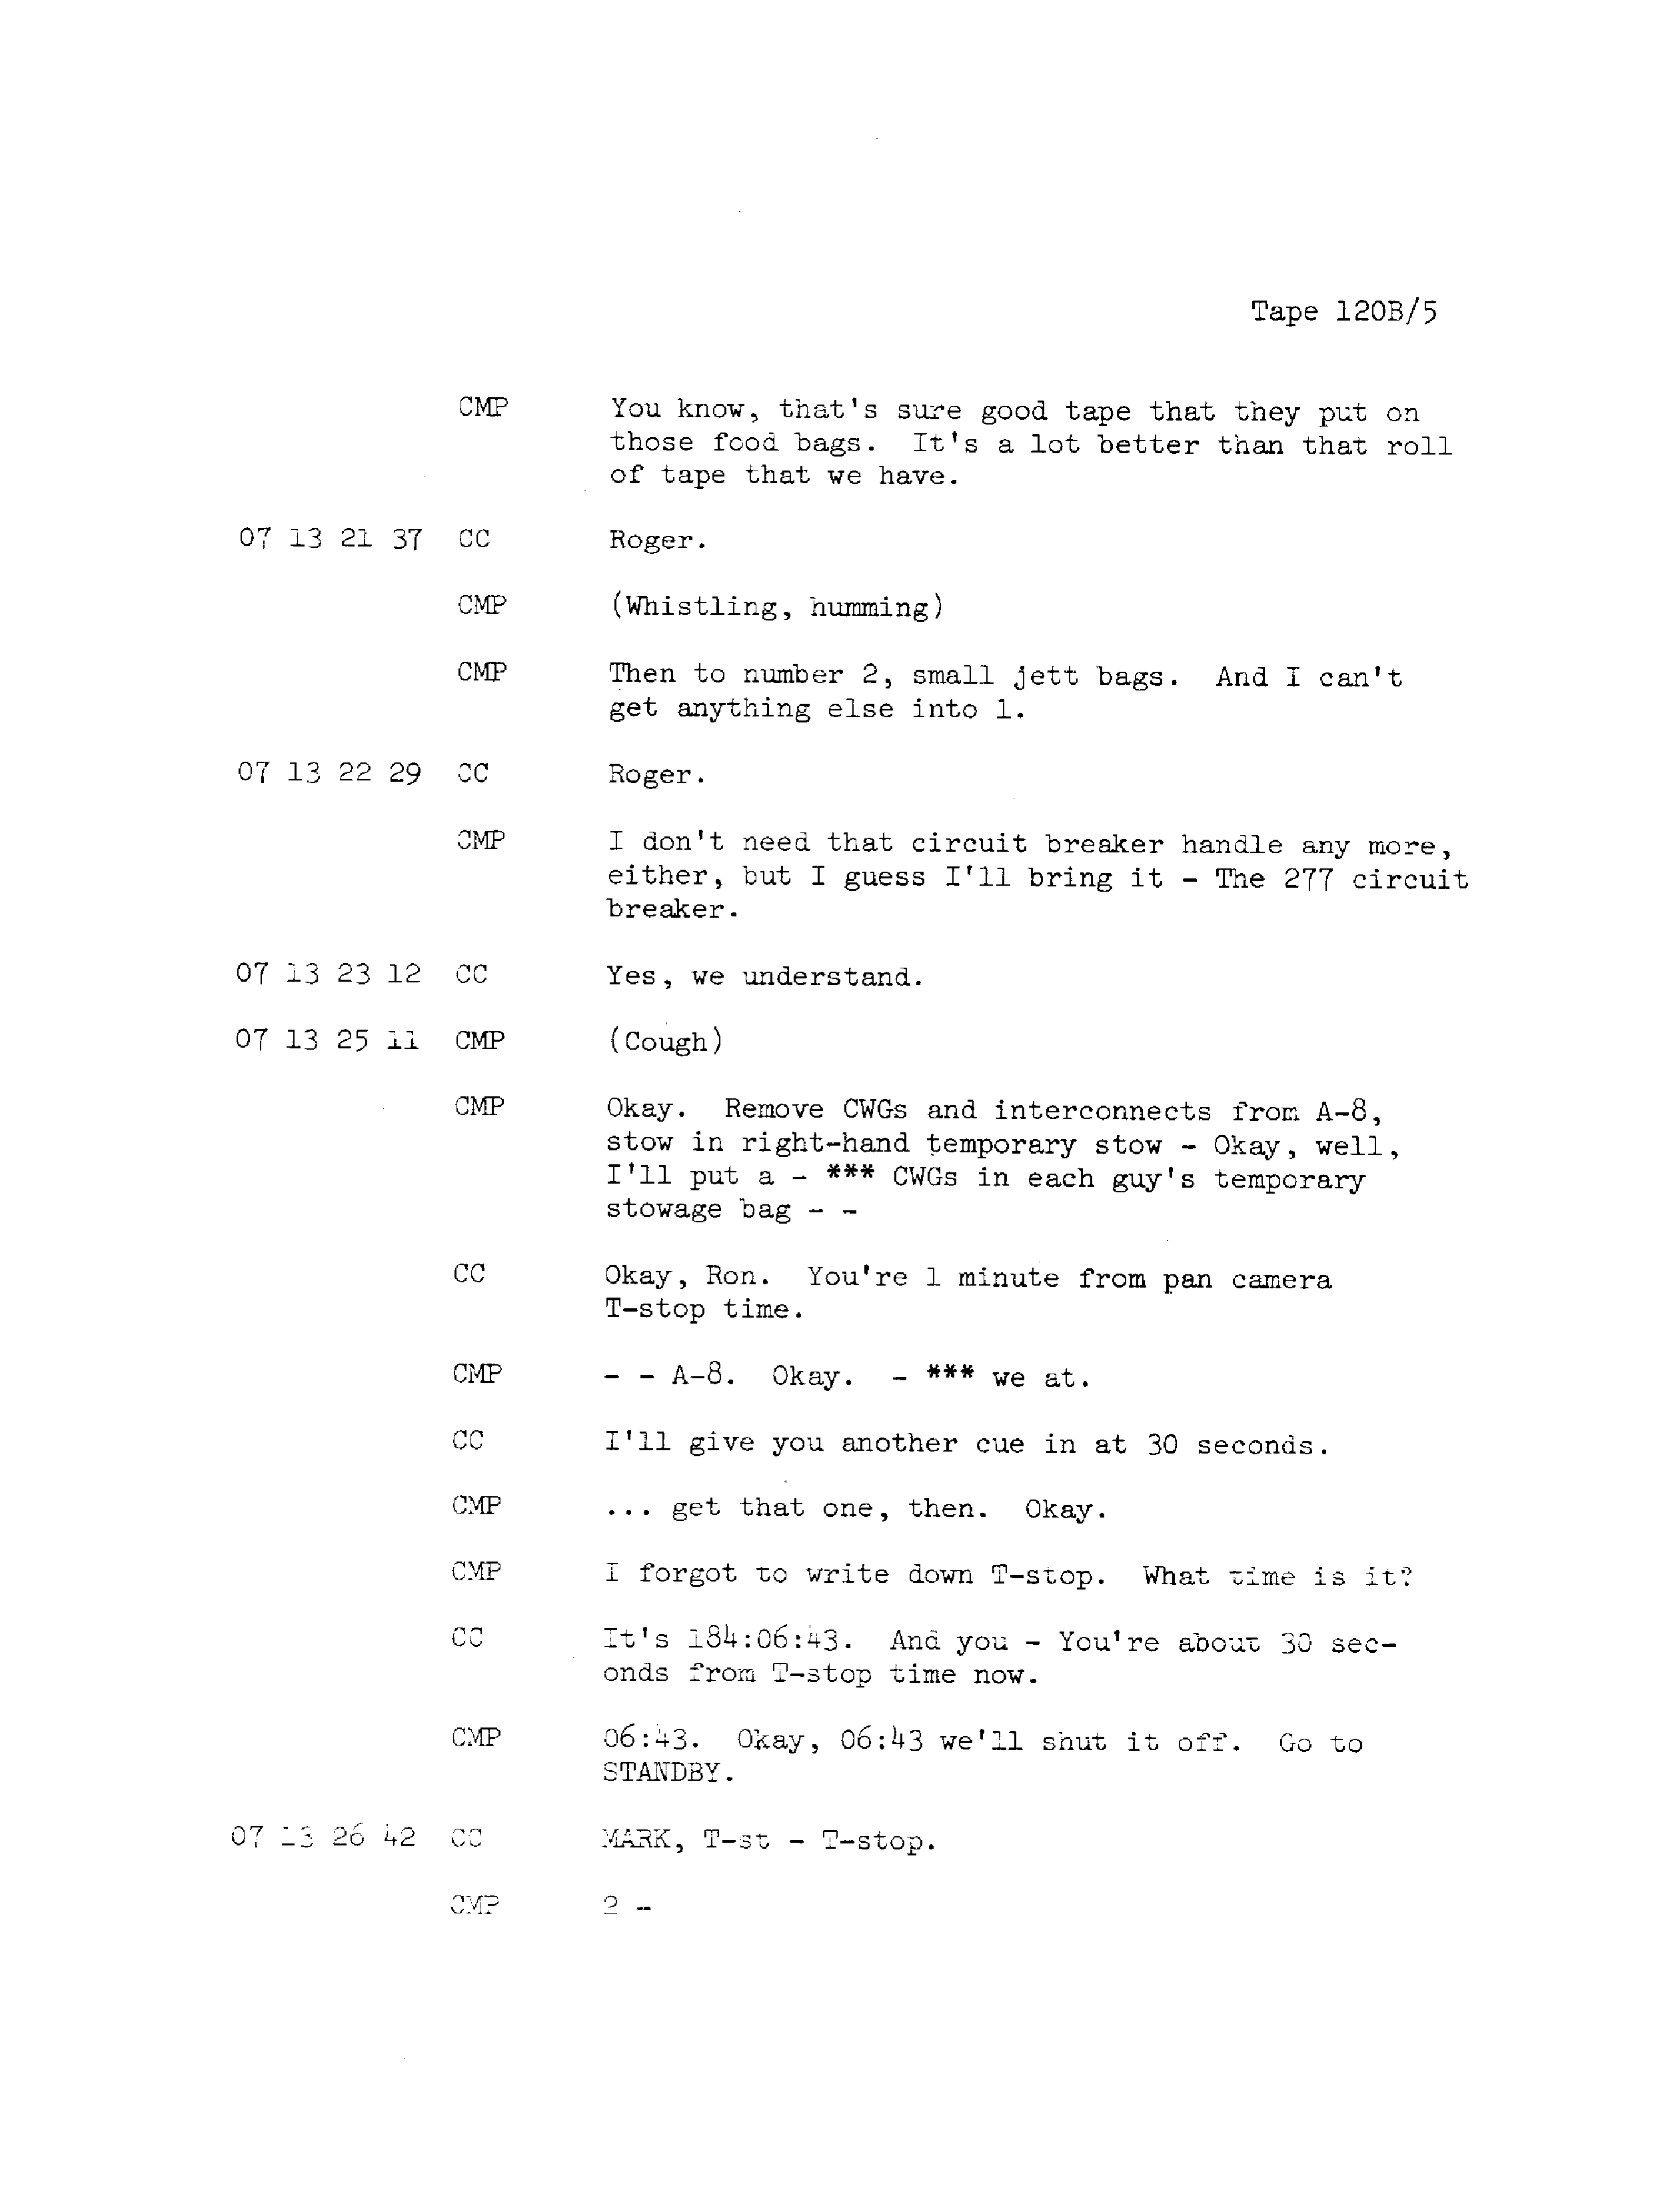 Tape 120B/5
CMP You know, that's sure good tape that they put on
those food bags. It's a lot better than that roll
of tape that we have.
07 13 21 37 CC Roger.
CMP (Whistling, humming)
CMP Then to number 2, small jett bags. And I can't
get anything else into 1.
07 13 22 29 CC Roger.
CMP I don't need that circuit breaker handle any more,
either, but I guess I'll bring it - The 277 circuit
breaker.
07 13 23 12 CC Yes, we understand.
07 13 25 11 CMP (Cough)
CMP Okay. Remove CWGs and interconnects from A-8,
stow in right-hand temporary stow - Okay, well,
I'll put a - *** CWGs in each guy's temporary
stowage bag - -
CC Okay, Ron. You're 1 minute from pan camera
T-stop time.
CMP - - A-8. Okay. - *** we at.
CC I'll give you another cue in at 30 seconds.
CMP ... get that one, then. Okay.
CMP I forgot to write down T-stop. What time is it?
CC It's 184:06:43. And you - You're about 30 sec-
onds from T-stop time now.
CMP 06:43. Okay, 06:43 we'll shut it off. Go to
STANDBY.
07 13 26 42 CC MARK, T-st - T-stop.
CMP 2 -